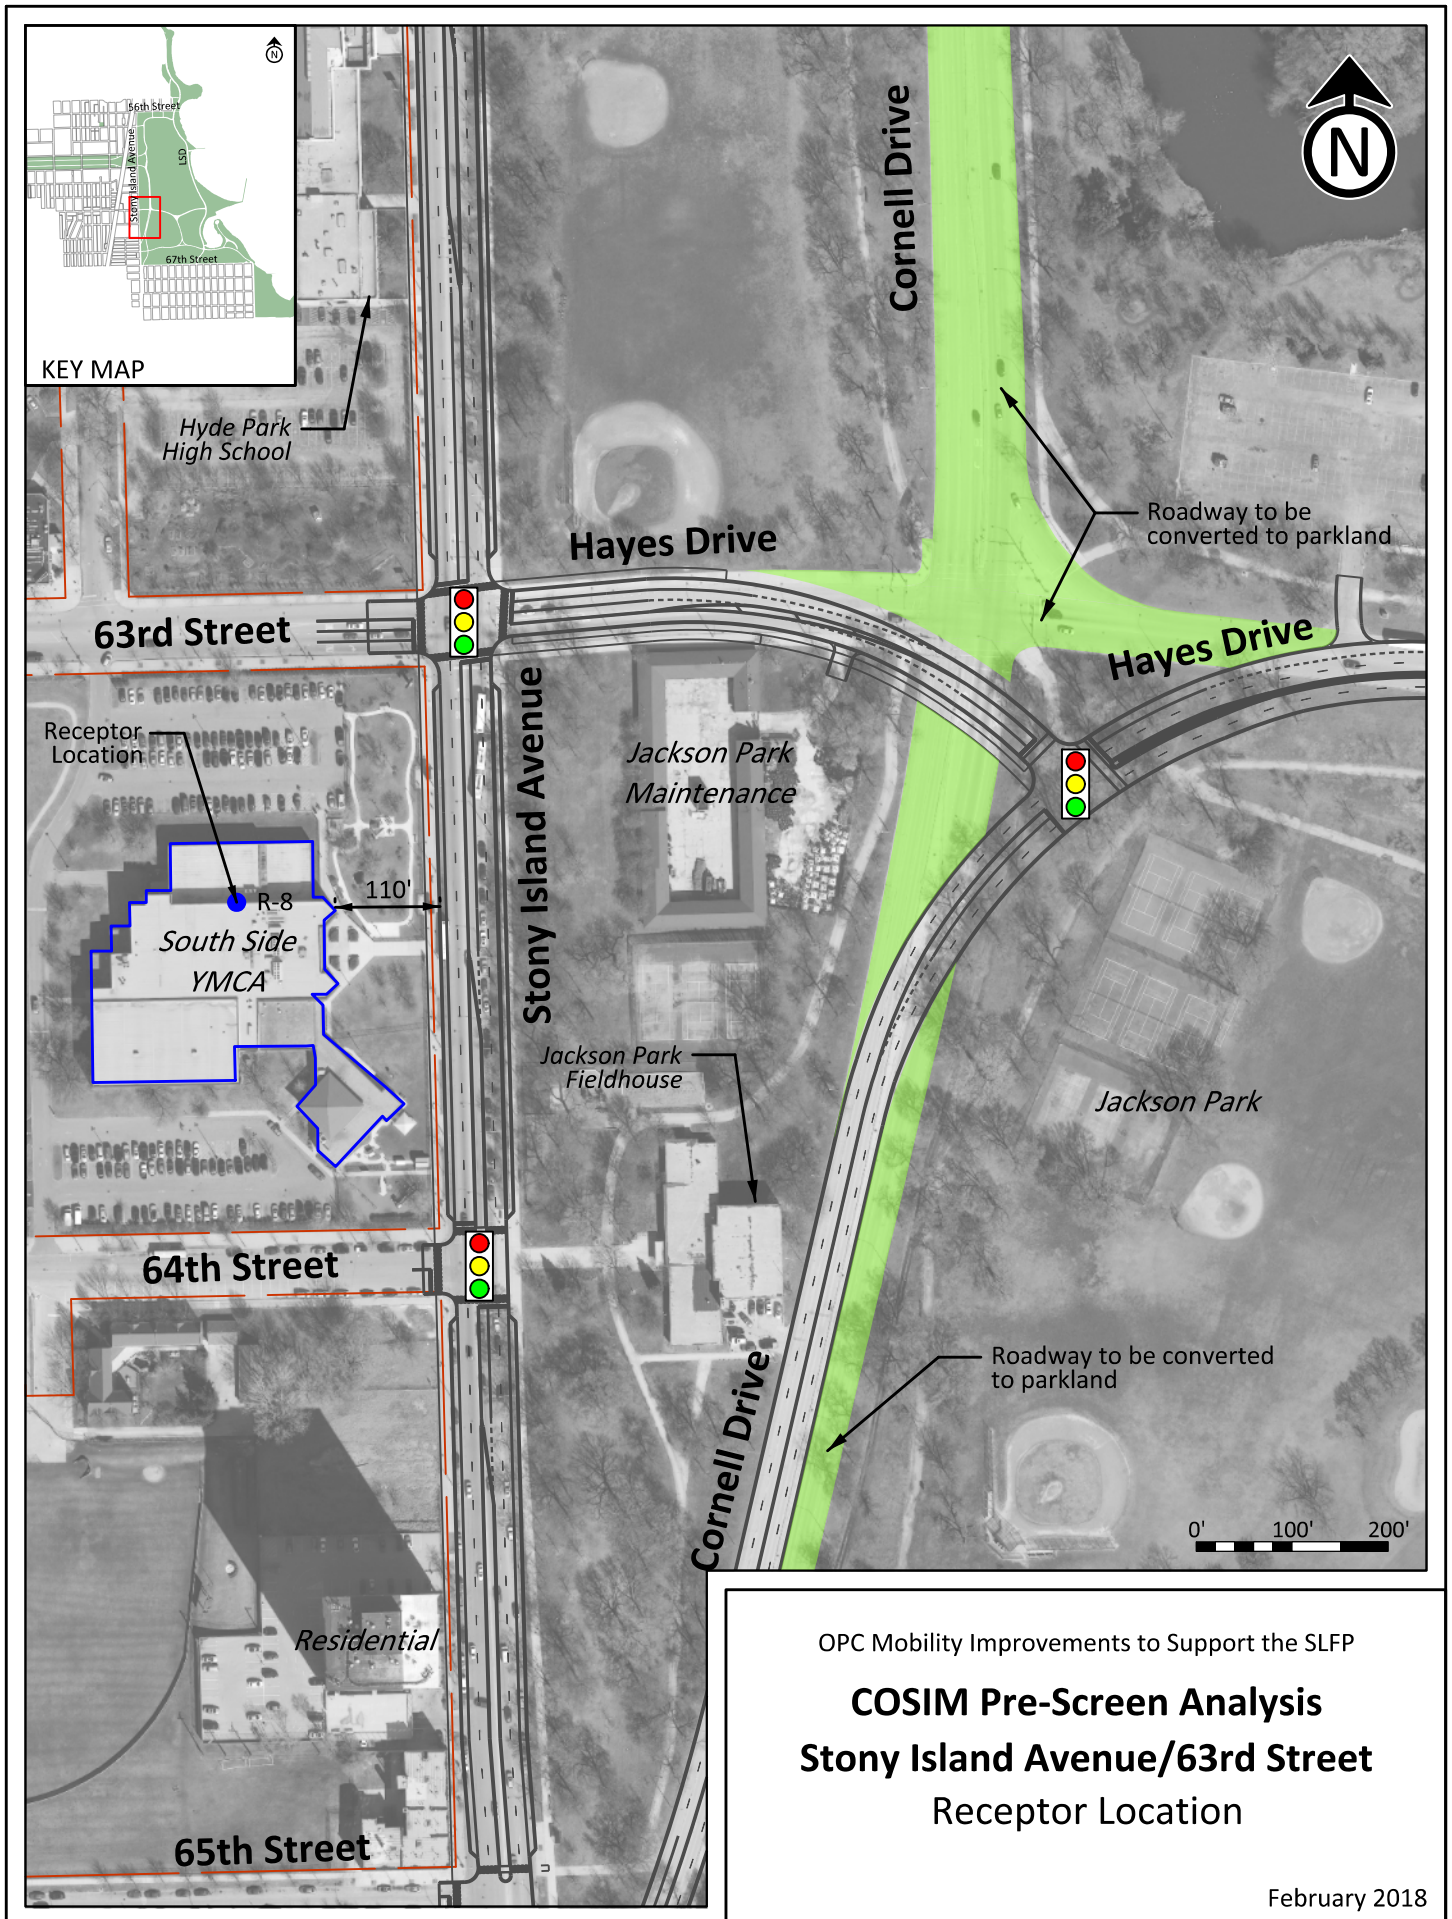 N
56th Street
Stony Island Avenue
LSD
67th Street
KEY MAP
Cornell Drive
N
Hyde Park
High School
Roadway to be
converted to parkland
Hayes Drive
63rd Street
Hayes Drive
Receptor
Location
Stony Island Avenue
Jackson Park
Maintenance
110'
R-8
South Side
YMCA
Jackson Park
Fieldhouse
Jackson Park
64th Street
Roadway to be converted
to parkland
Cornell Drive
0' 100' 200'
Residential
65th Street
OPC Mobility Improvements to Support the SLFP
COSIM Pre-Screen Analysis
Stony Island Avenue/63rd Street
Receptor Location
February 2018